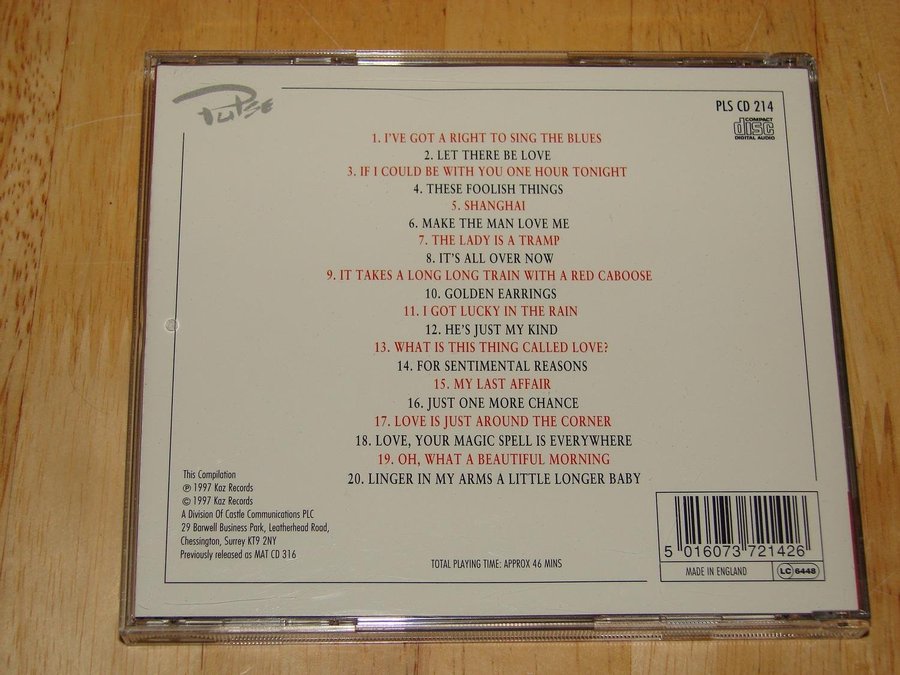 Pulse
PLS CD 214
COMPACT
disc
DIGITAL AUDIO
1. I'VE GOT A RIGHT TO SING THE BLUES
2. LET THERE BE LOVE
3. IF I COULD BE WITH YOU ONE HOUR TONIGHT
4. THESE FOOLISH THINGS
5. SHANGHAI
6. MAKE THE MAN LOVE ME
7. THE LADY IS A TRAMP
8. IT'S ALL OVER NOW
9. IT TAKES A LONG LONG TRAIN WITH A RED CABOOSE
10. GOLDEN EARRINGS
11. I GOT LUCKY IN THE RAIN
12. HE'S JUST MY KIND
13. WHAT IS THIS THING CALLED LOVE?
14. FOR SENTIMENTAL REASONS
15. MY LAST AFFAIR
16. JUST ONE MORE CHANCE
17. LOVE IS JUST AROUND THE CORNER
18. LOVE, YOUR MAGIC SPELL IS EVERYWHERE
19. OH, WHAT A BEAUTIFUL MORNING
20. LINGER IN MY ARMS A LITTLE LONGER BABY
This Compilation
℗ 1997 Kaz Records
© 1997 Kaz Records
A Division Of Castle Communications PLC
29 Barwell Business Park, Leatherhead Road,
Chessington, Surrey KT9 2NY
Previously released as MAT CD 316
TOTAL PLAYING TIME: APPROX 46 MINS
5 016073 721426
MADE IN ENGLAND
LC 6448